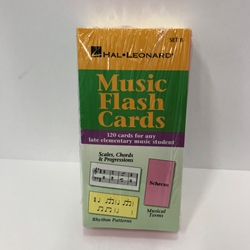 SET B
HAL•LEONARD®
Music
Flash
Cards
120 cards for any
late elementary music student
Scales, Chords
& Progressions
Scherzo
Musical
Terms
Rhythm Patterns